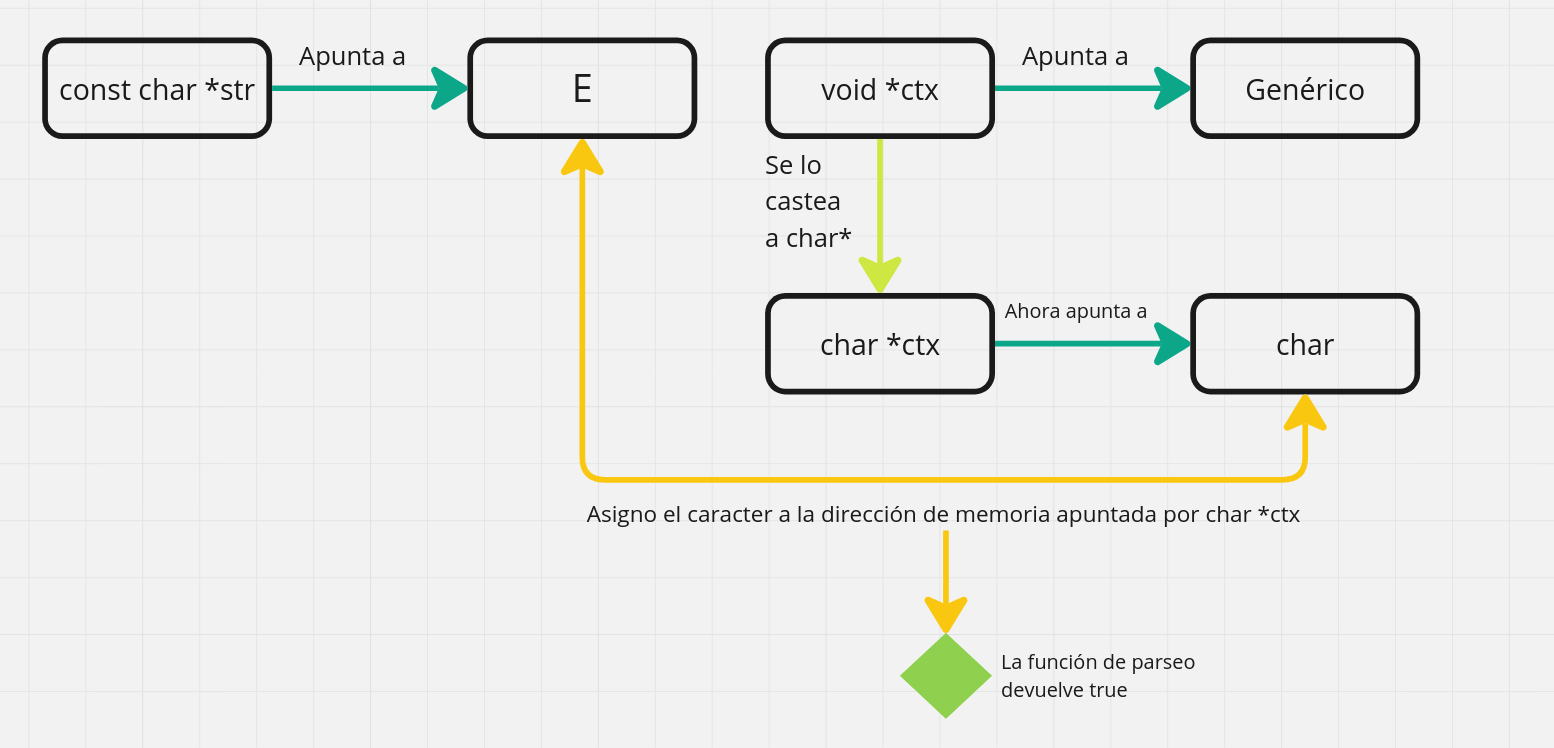 const char *str
Apunta a
E
void *ctx
Apunta a
Genérico
Se lo
castea
a char*
char *ctx
Ahora apunta a
char
Asigno el caracter a la dirección de memoria apuntada por char *ctx
La función de parseo
devuelve true